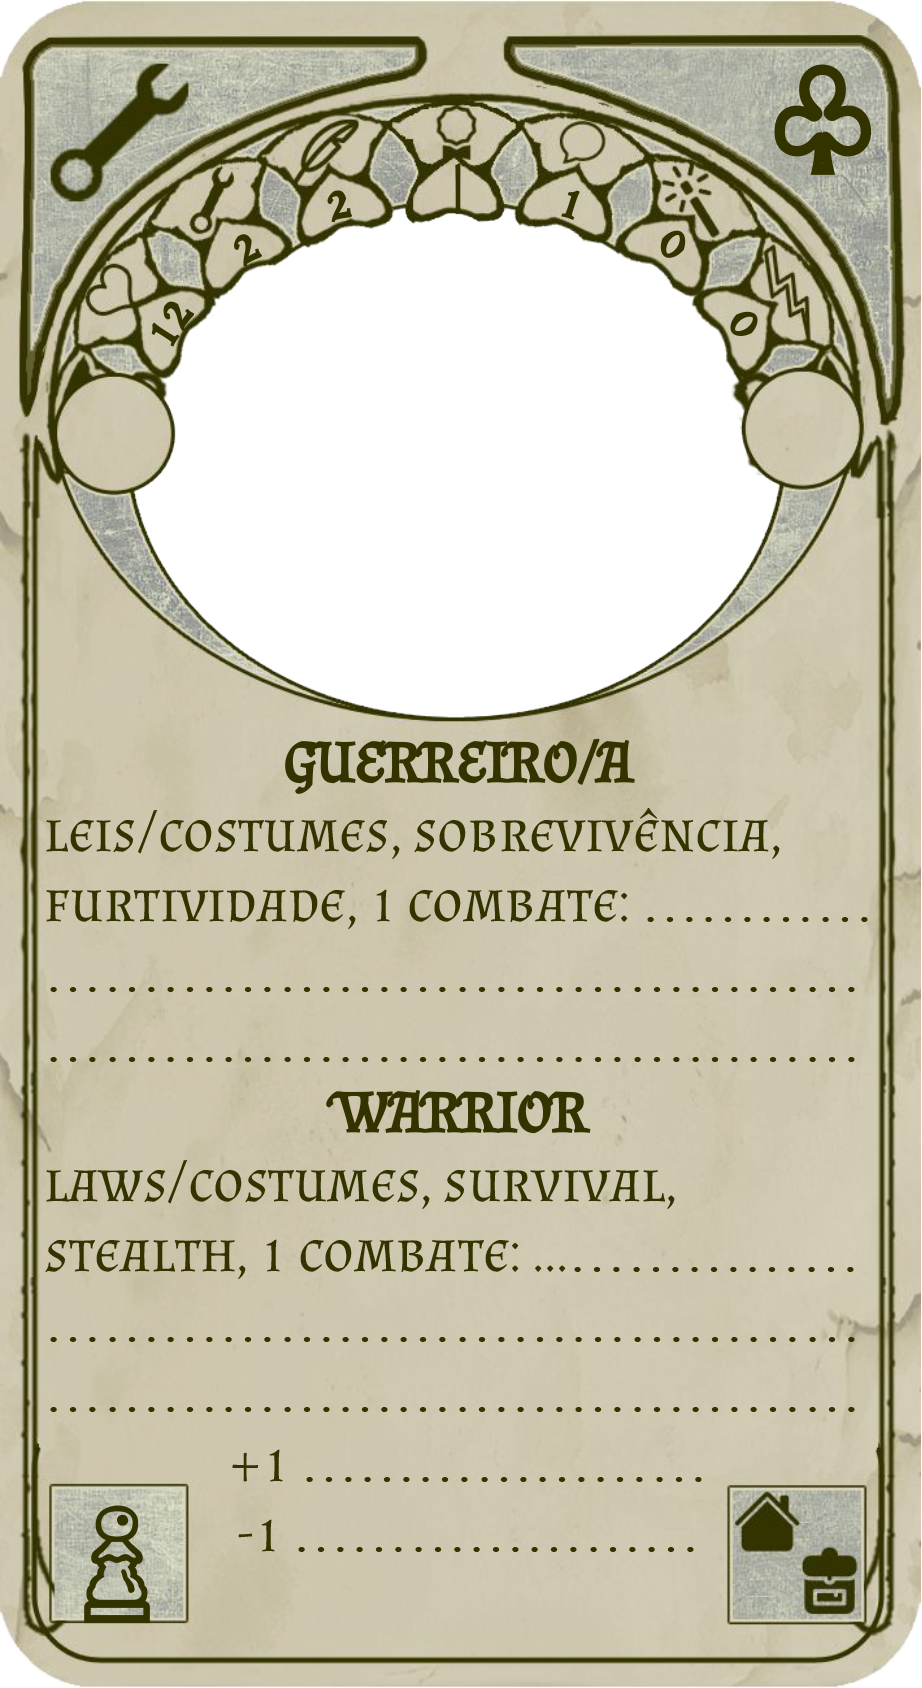 12 2 2 1 0 0
GUERREIRO/A
LEIS/COSTUMES, SOBREVIVÊNCIA,
FURTIVIDADE, 1 COMBATE: ............
..........................................
..........................................
WARRIOR
LAWS/COSTUMES, SURVIVAL,
STEALTH, 1 COMBATE: ..................
..........................................
..........................................
+1 .....................
-1 .....................